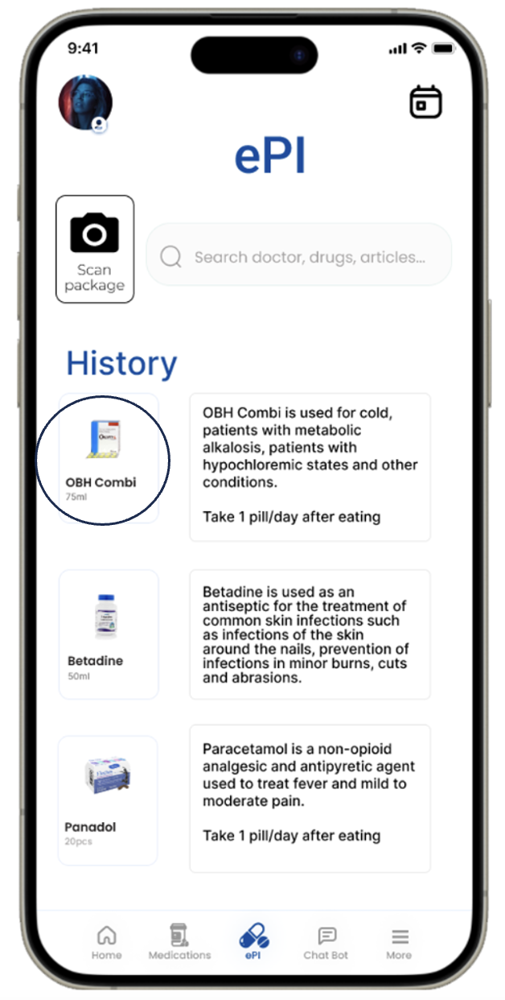 9:41
ePI
Scan
package
Search doctor, drugs, articles...
History
OBH Combi
75ml
OBH Combi is used for cold,
patients with metabolic
alkalosis, patients with
hypochloremic states and other
conditions.
Take 1 pill/day after eating
Betadine
50ml
Betadine is used as an
antiseptic for the treatment of
common skin infections such
as infections of the skin
around the nails, prevention of
infections in minor burns, cuts
and abrasions.
Panadol
20pcs
Paracetamol is a non-opioid
analgesic and antipyretic agent
used to treat fever and mild to
moderate pain.
Take 1 pill/day after eating
Home
Medications
ePI
Chat Bot
More